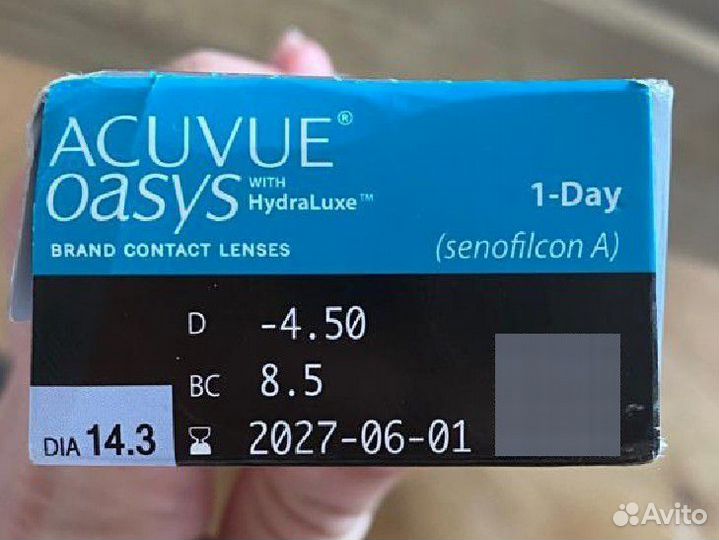 ACUVUE®
oasys WITH HydraLuxe™
1-Day
BRAND CONTACT LENSES
(senofilcon A)
D -4.50
BC 8.5
DIA 14.3
2027-06-01
Avito